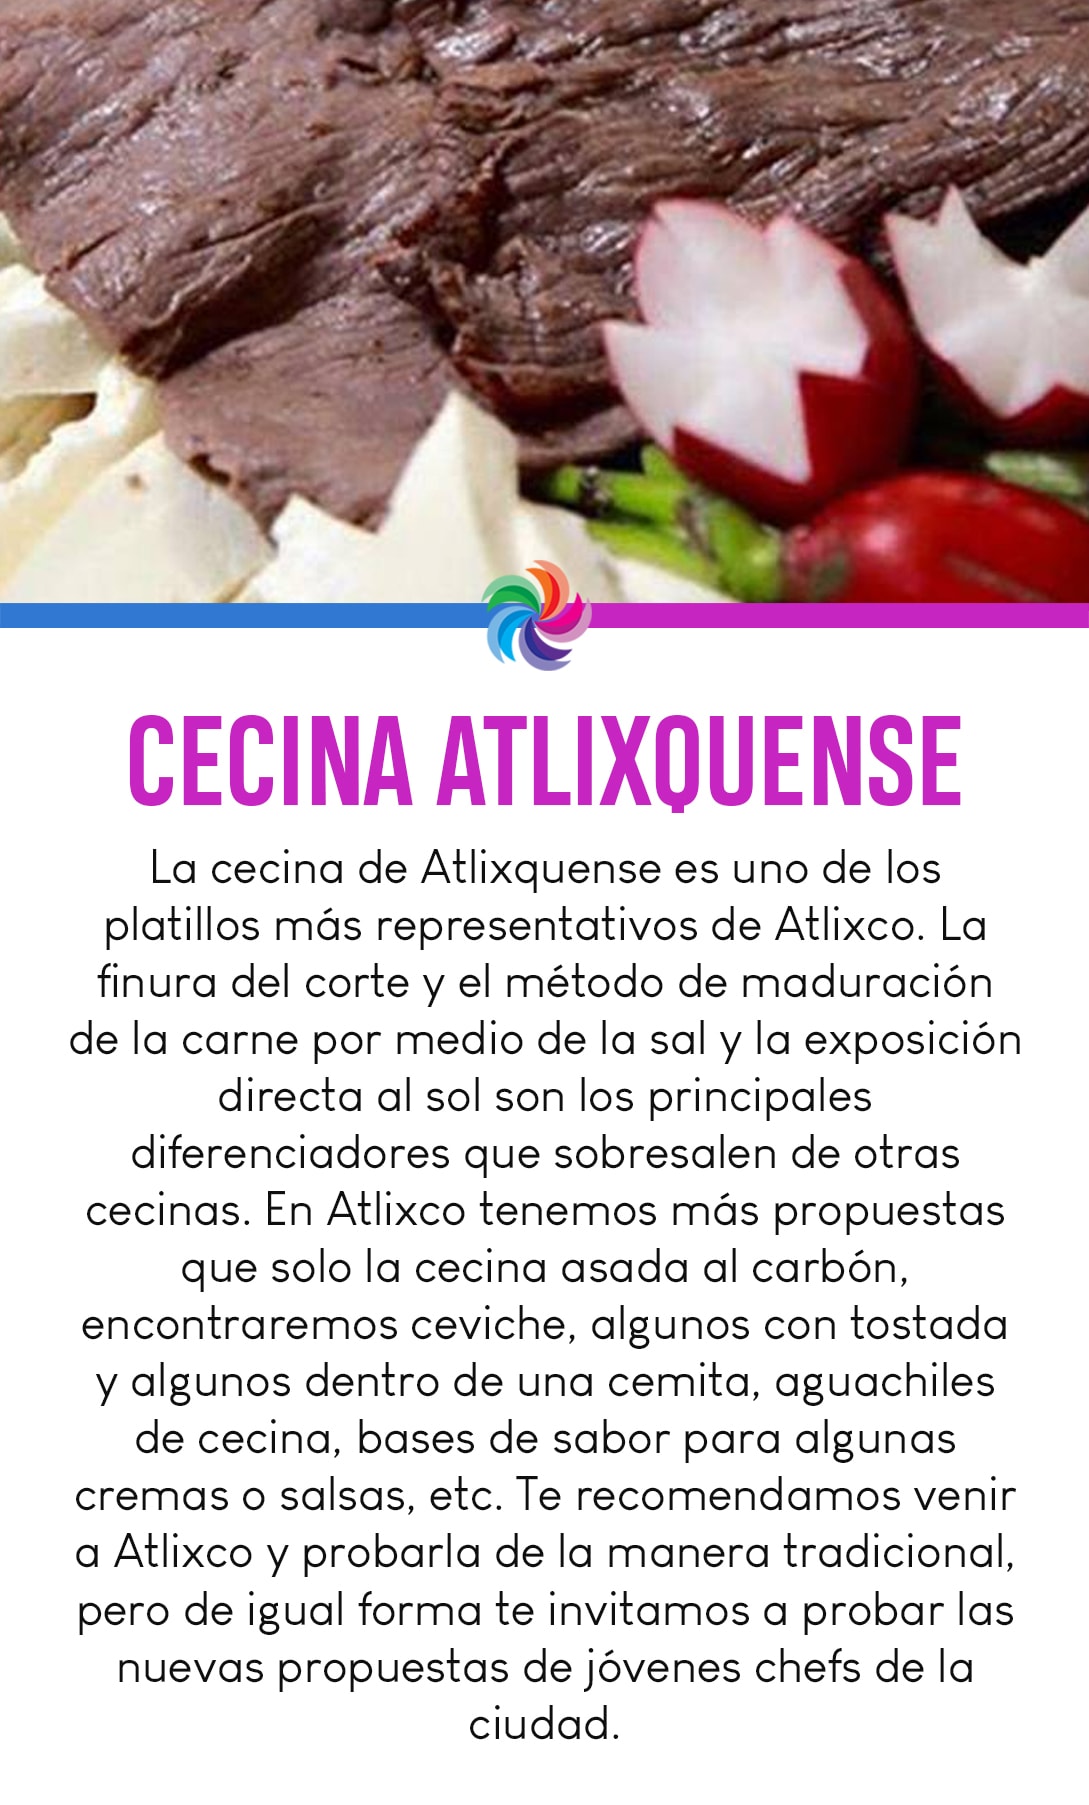 CECINA ATLIXQUENSE
La cecina de Atlixquense es uno de los
platillos más representativos de Atlixco. La
finura del corte y el método de maduración
de la carne por medio de la sal y la exposición
directa al sol son los principales
diferenciadores que sobresalen de otras
cecinas. En Atlixco tenemos más propuestas
que solo la cecina asada al carbón,
encontraremos ceviche, algunos con tostada
y algunos dentro de una cemita, aguachiles
de cecina, bases de sabor para algunas
cremas o salsas, etc. Te recomendamos venir
a Atlixco y probarla de la manera tradicional,
pero de igual forma te invitamos a probar las
nuevas propuestas de jóvenes chefs de la
ciudad.